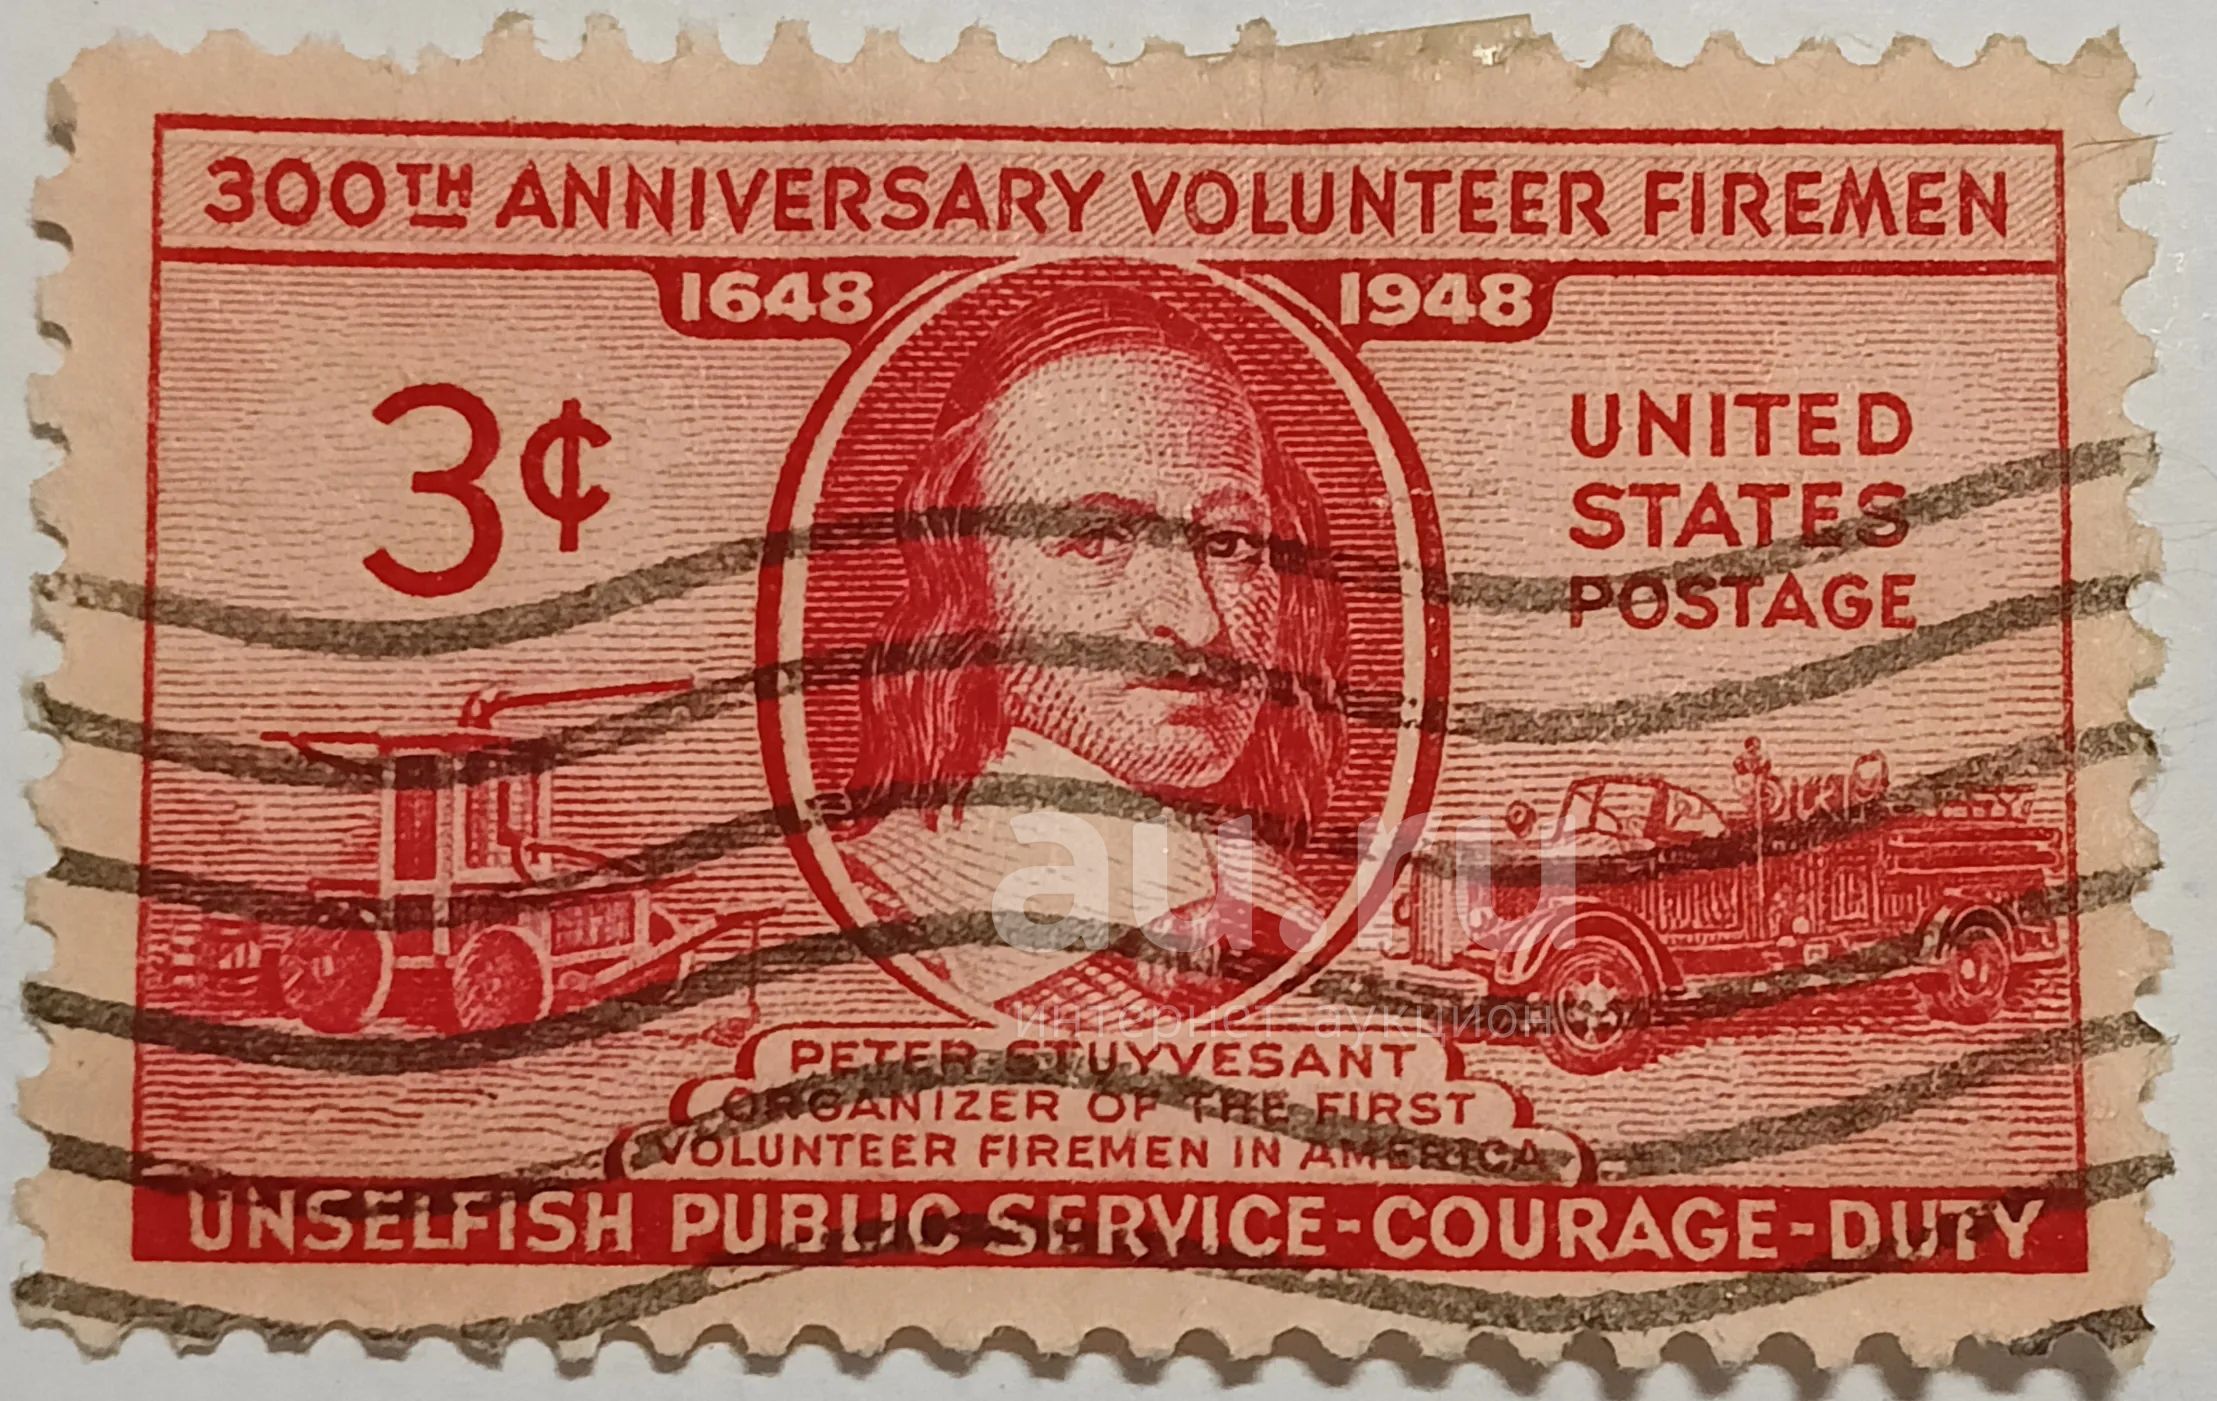 300TH ANNIVERSARY VOLUNTEER FIREMEN
1648 1948
3¢
UNITED
STATES
POSTAGE
au.ru
интернет-аукцион
PETER STUYVESANT
ORGANIZER OF THE FIRST
VOLUNTEER FIREMEN IN AMERICA
UNSELFISH PUBLIC SERVICE-COURAGE-DUTY